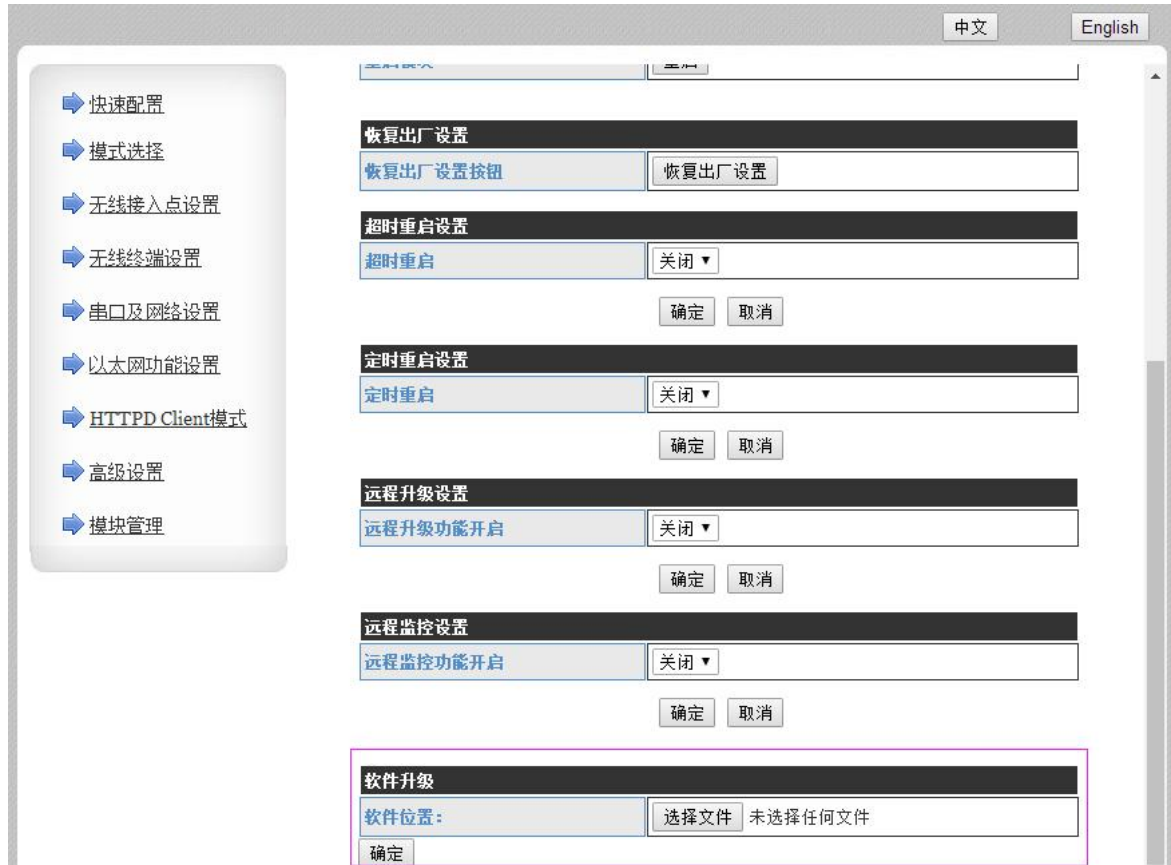 中文 English
快速配置
模式选择
无线接入点设置
无线终端设置
串口及网络设置
以太网功能设置
HTTPD Client模式
高级设置
模块管理
重启模块 重启
恢复出厂设置
恢复出厂设置按钮 恢复出厂设置
超时重启设置
超时重启 关闭
确定 取消
定时重启设置
定时重启 关闭
确定 取消
远程升级设置
远程升级功能开启 关闭
确定 取消
远程监控设置
远程监控功能开启 关闭
确定 取消
软件升级
软件位置: 选择文件 未选择任何文件
确定